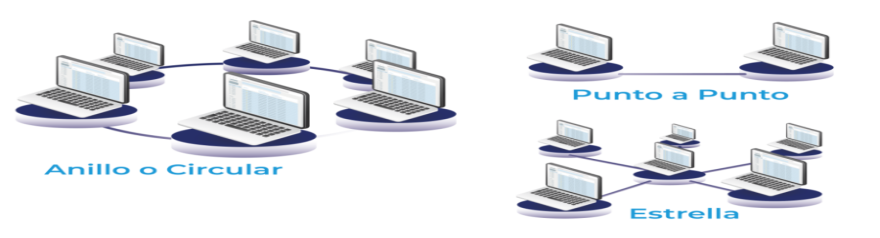 Anillo o Circular
Punto a Punto
Estrella